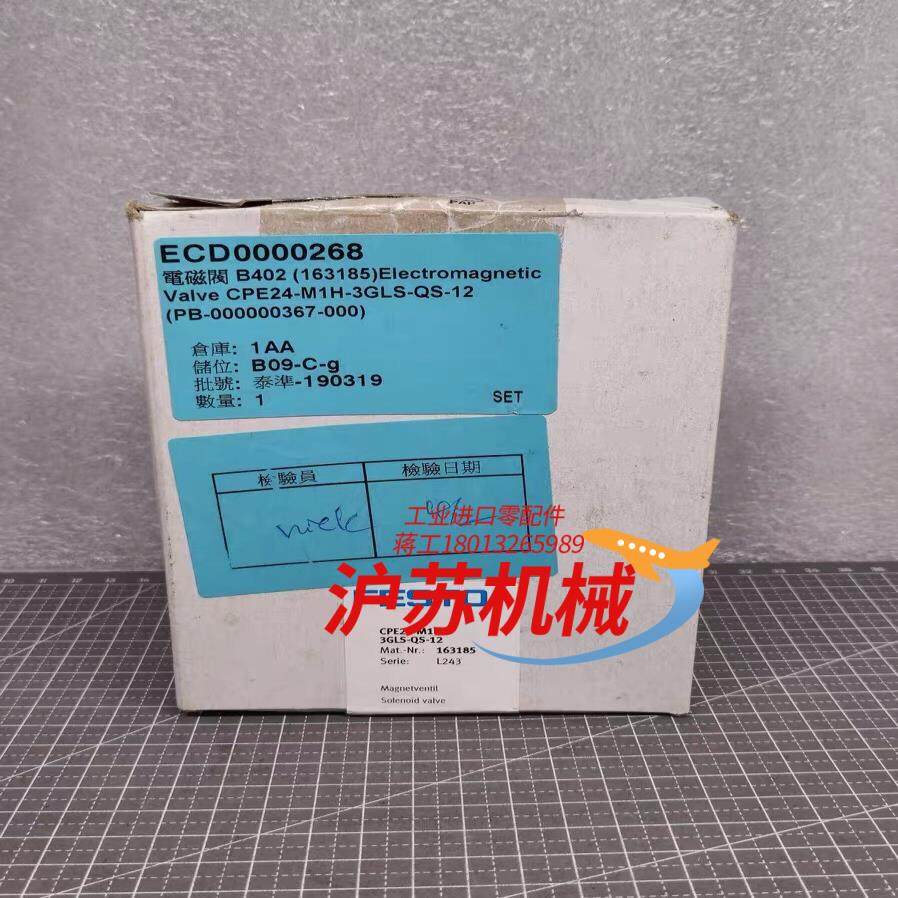 PAP
ECD0000268
電磁閥 B402 (163185)Electromagnetic
Valve CPE24-M1H-3GLS-QS-12
(PB-000000367-000)
倉庫: 1AA
儲位: B09-C-g
批號: 泰準-190319
數量: 1
SET
檢驗員
檢驗日期
nick
工业进口零配件
蒋工18013265989
沪苏机械
FESTO
3GLS-QS-12
Mat.-Nr.: 163185
Serie: L243
Magnetventil
Solenoid valve